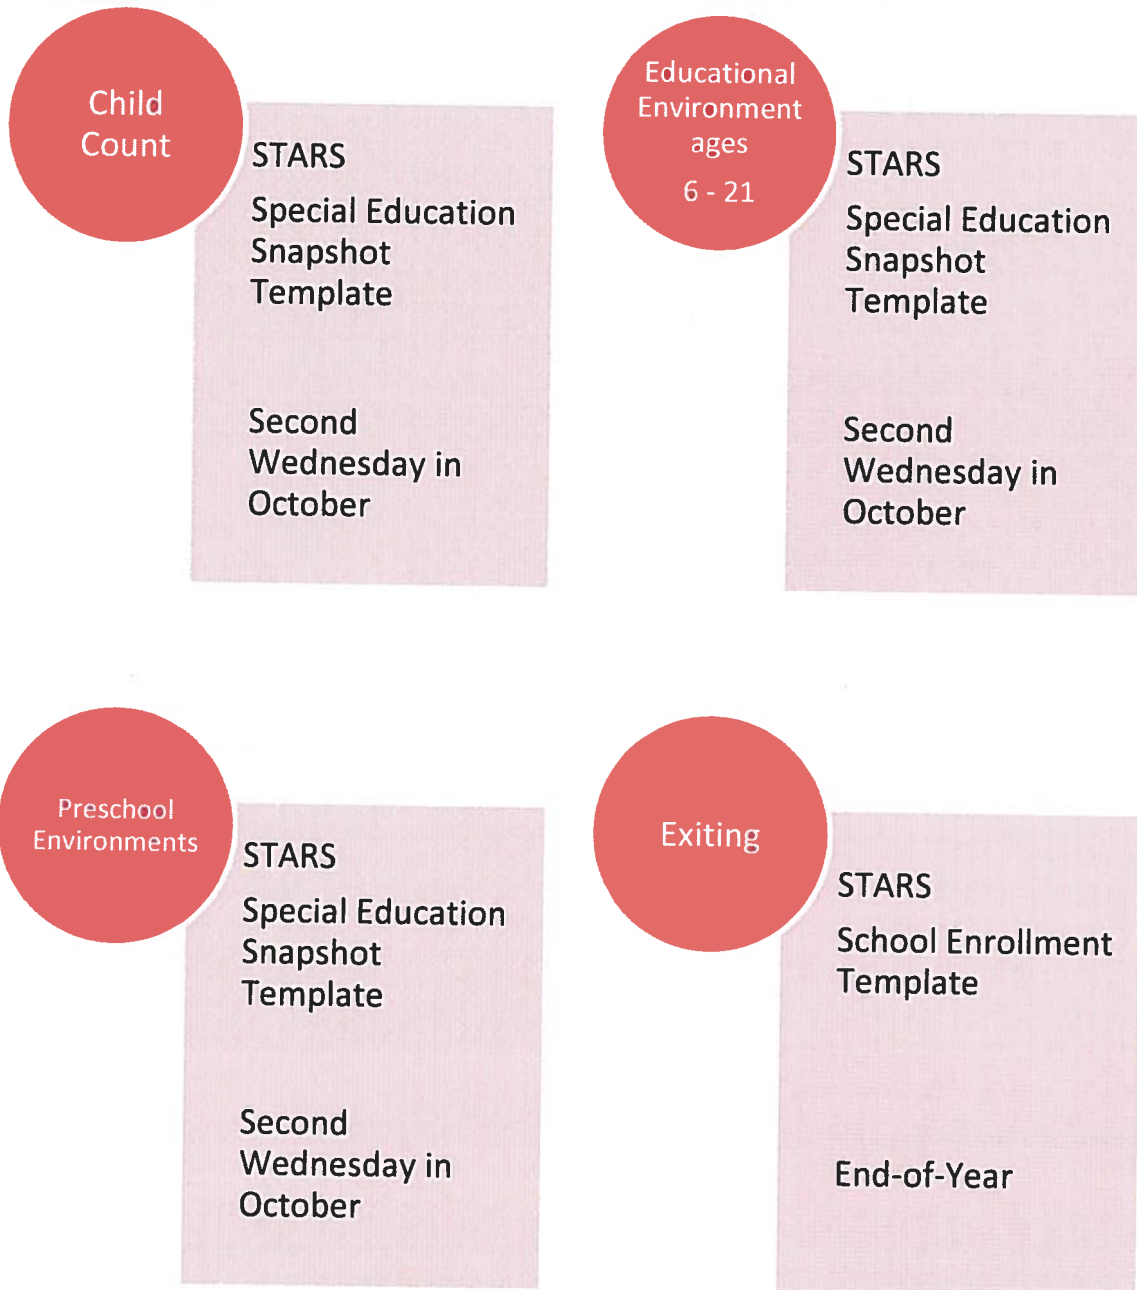 Child
Count
STARS
Special Education
Snapshot
Template
Second
Wednesday in
October
Educational
Environment
ages
6 - 21
STARS
Special Education
Snapshot
Template
Second
Wednesday in
October
Preschool
Environments
STARS
Special Education
Snapshot
Template
Second
Wednesday in
October
Exiting
STARS
School Enrollment
Template
End-of-Year